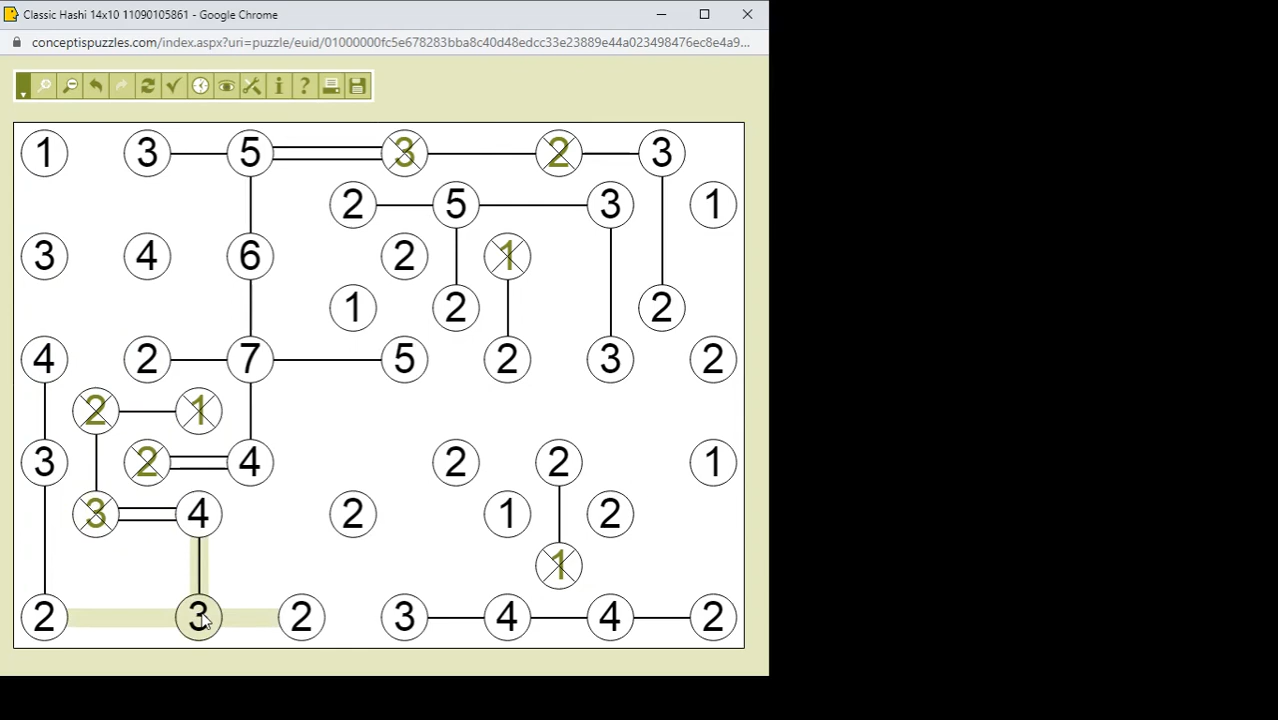 Classic Hashi 14x10 11090105861 - Google Chrome
conceptispuzzles.com/index.aspx?uri=puzzle/euid/01000000fc5e678283bba8c40d48edcc33e23889e44a023498476ec8e4a9...
i ?
1 3 5 3 2 3
2 5 3 1
3 4 6 2 1
1 2 2
4 2 7 5 2 3 2
2 1
3 2 4 2 2 1
3 4 2 1 2
1
2 3 2 3 4 4 2